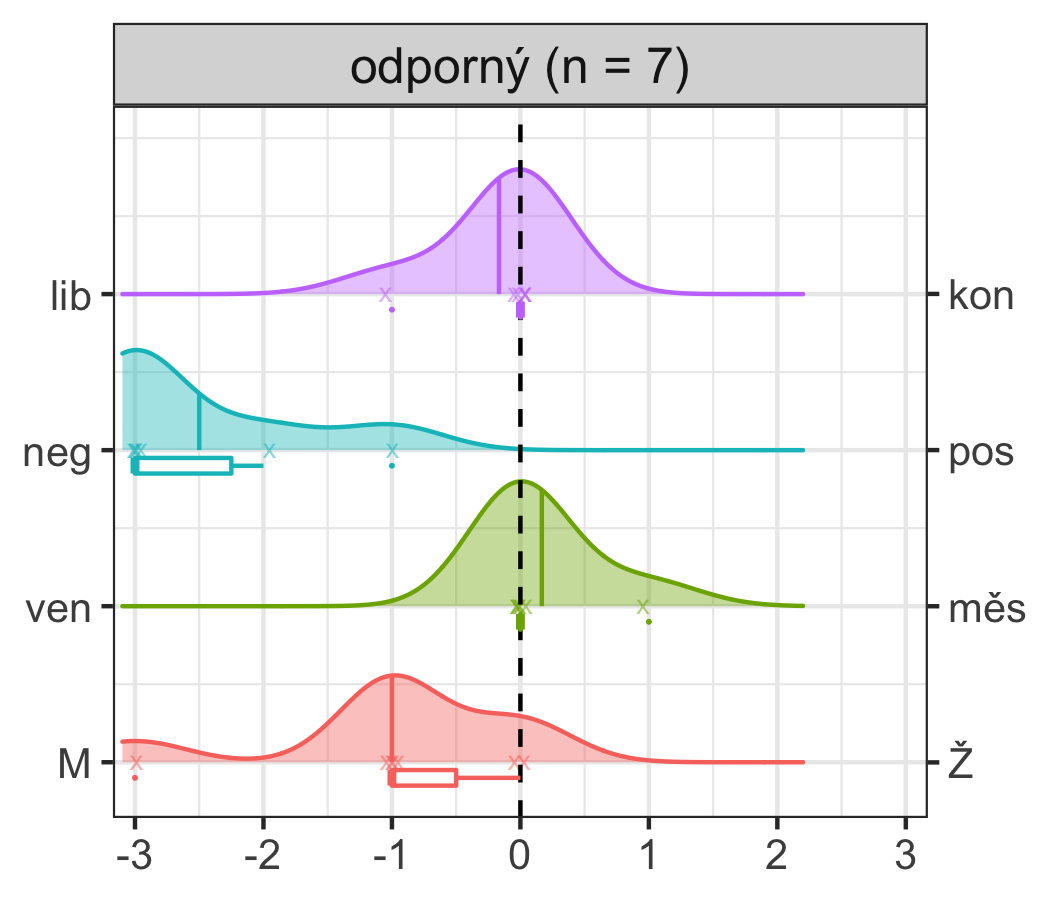 odporný (n = 7)
lib kon
neg pos
ven měs
M Ž
-3 -2 -1 0 1 2 3